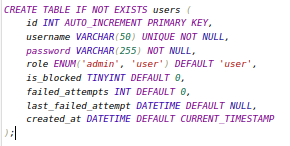 CREATE TABLE IF NOT EXISTS users (
id INT AUTO_INCREMENT PRIMARY KEY,
username VARCHAR(50) UNIQUE NOT NULL,
password VARCHAR(255) NOT NULL,
role ENUM('admin', 'user') DEFAULT 'user',
is_blocked TINYINT DEFAULT 0,
failed_attempts INT DEFAULT 0,
last_failed_attempt DATETIME DEFAULT NULL,
created_at DATETIME DEFAULT CURRENT_TIMESTAMP
);